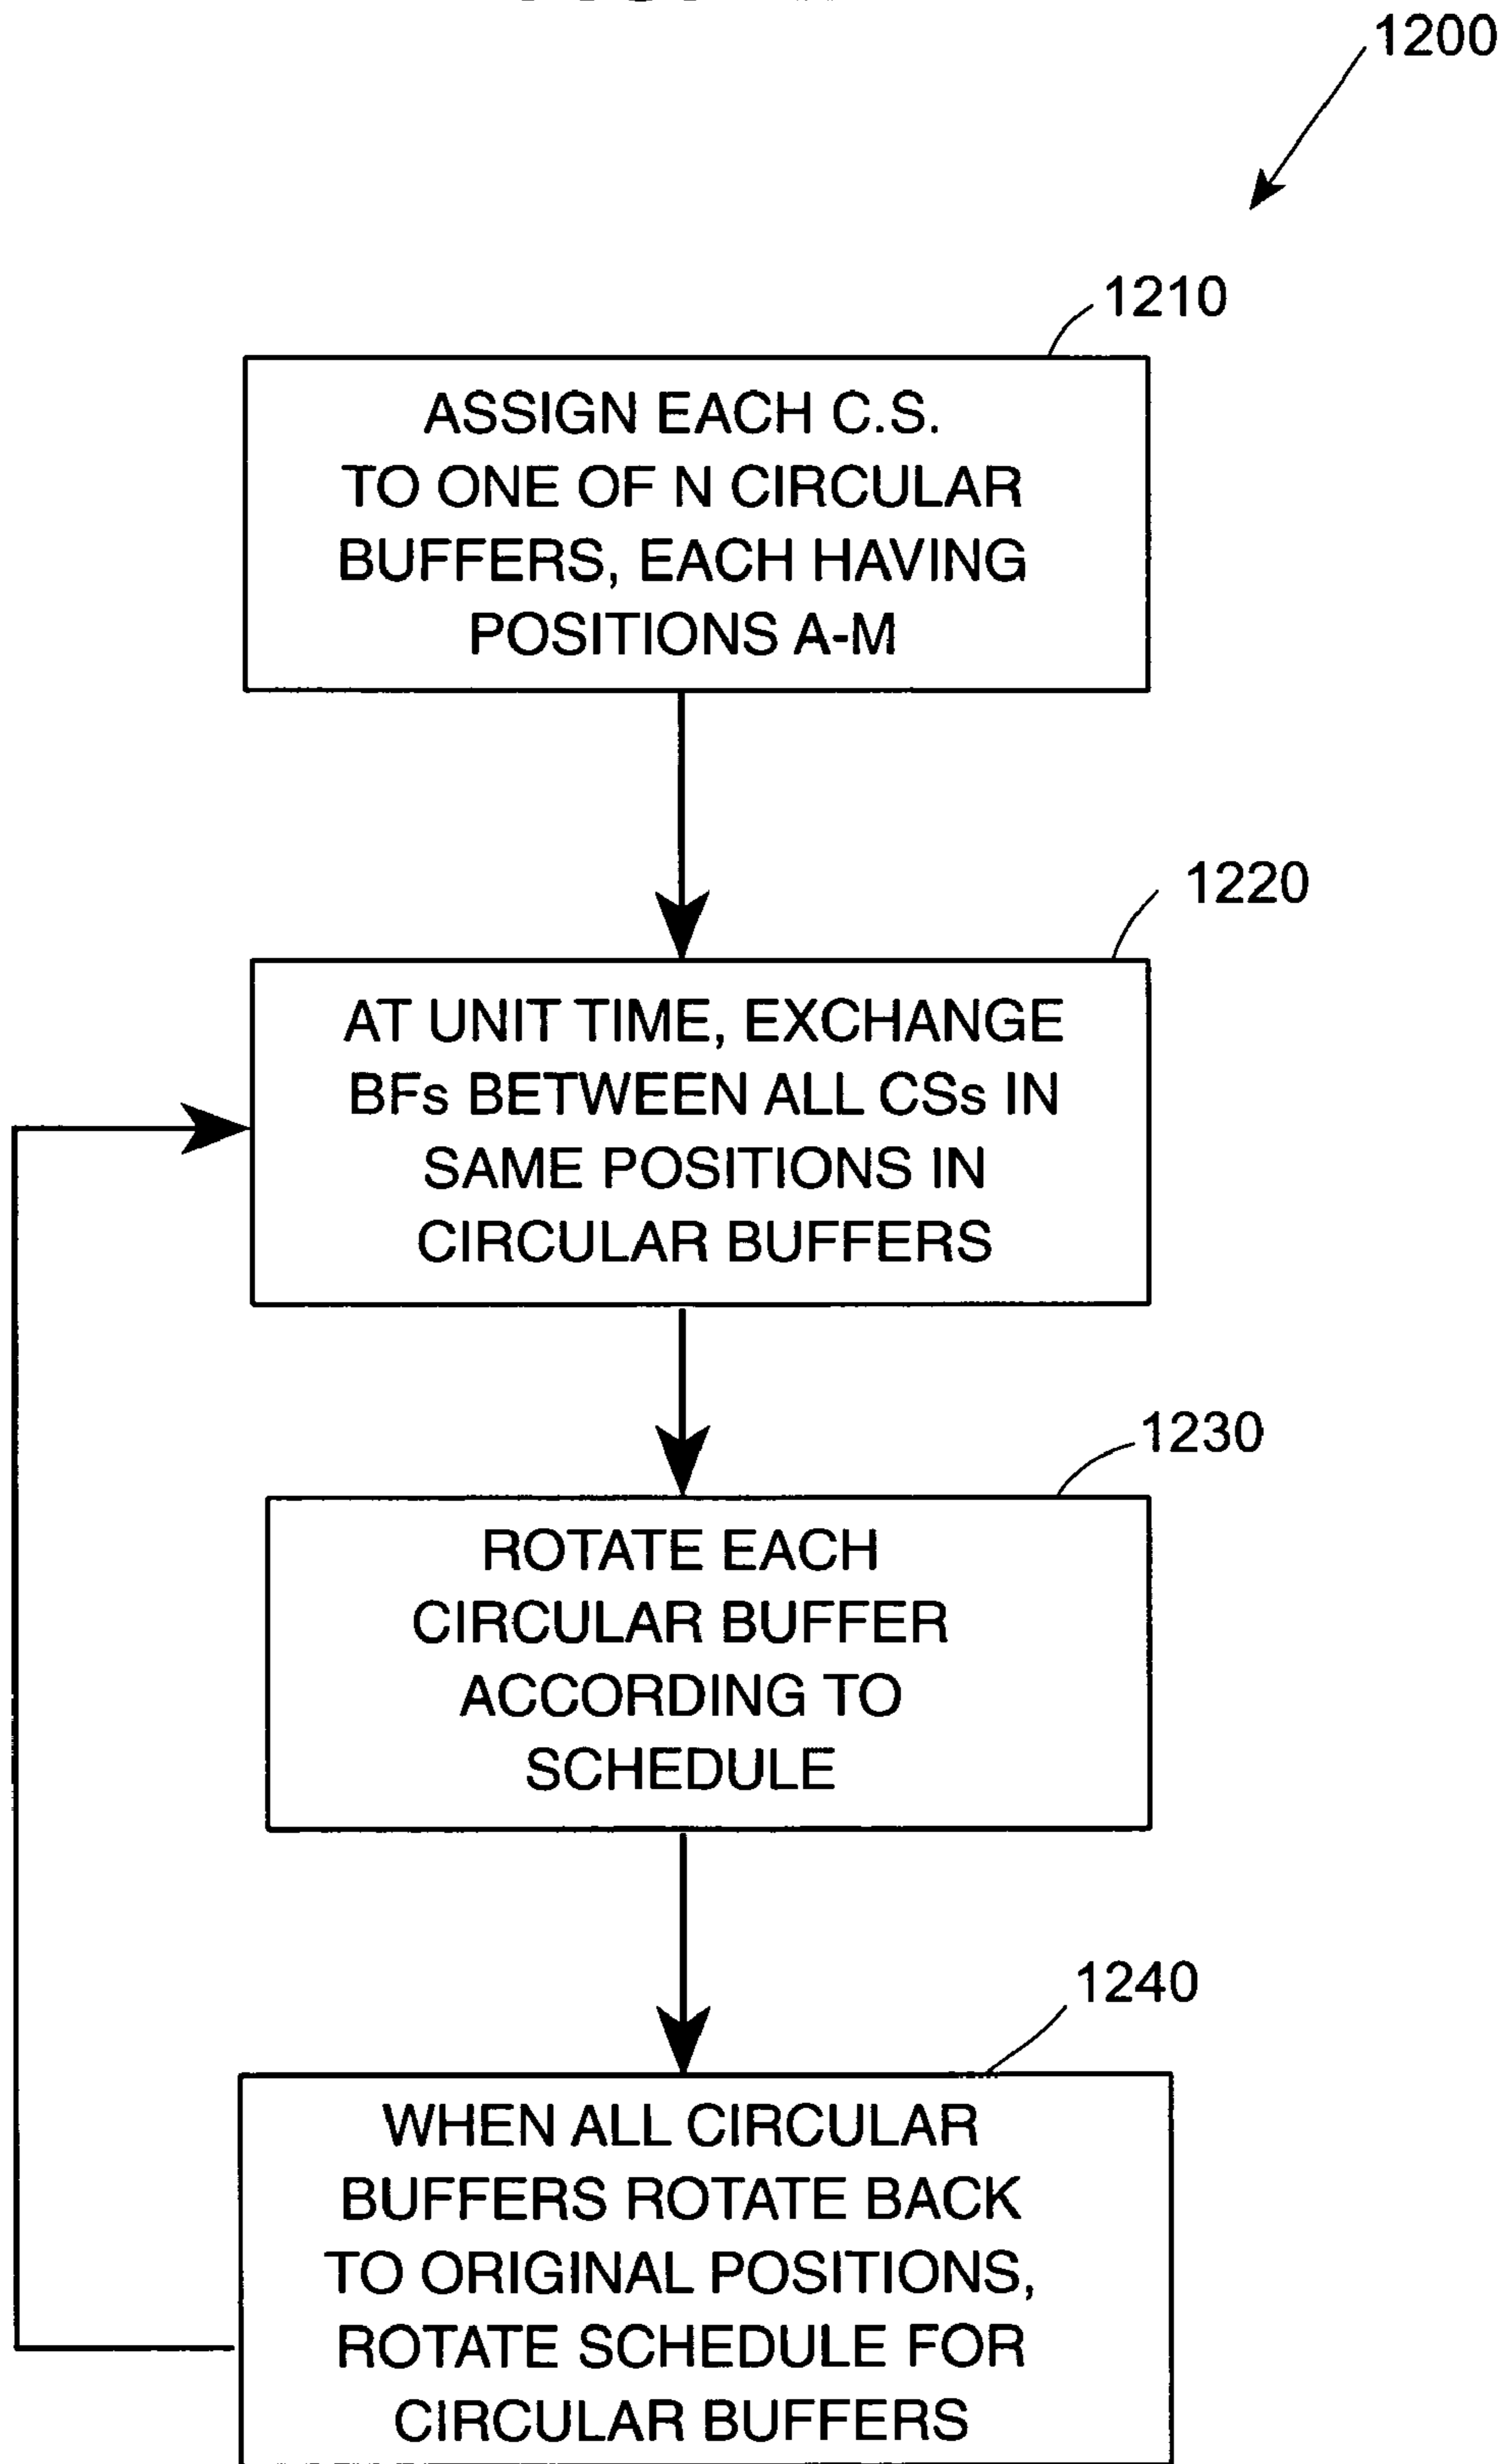 1200
1210
ASSIGN EACH C.S.
TO ONE OF N CIRCULAR
BUFFERS, EACH HAVING
POSITIONS A-M
1220
AT UNIT TIME, EXCHANGE
BFs BETWEEN ALL CSs IN
SAME POSITIONS IN
CIRCULAR BUFFERS
1230
ROTATE EACH
CIRCULAR BUFFER
ACCORDING TO
SCHEDULE
1240
WHEN ALL CIRCULAR
BUFFERS ROTATE BACK
TO ORIGINAL POSITIONS,
ROTATE SCHEDULE FOR
CIRCULAR BUFFERS